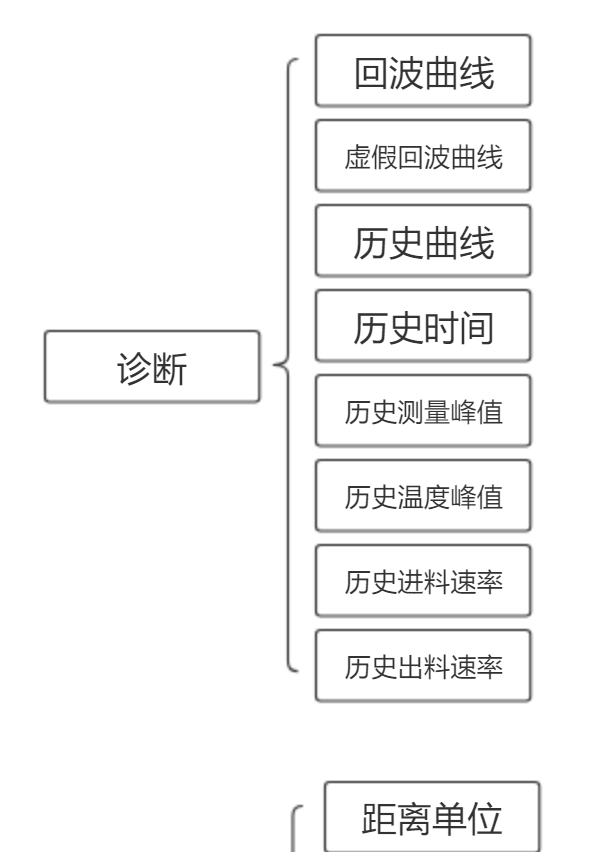 回波曲线
虚假回波曲线
历史曲线
历史时间
诊断
历史测量峰值
历史温度峰值
历史进料速率
历史出料速率
距离单位